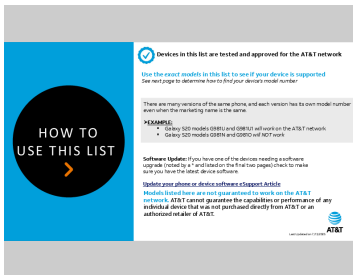 Devices in this list are tested and approved for the AT&T network
Use the exact models in this list to see if your device is supported
See next page to determine how to find your device's model number
There are many versions of the same phone, and each version has its own model number
even when the marketing name is the same.
➢EXAMPLE:
▪ Galaxy S20 models G981U and G981U1 will work on the AT&T network
▪ Galaxy S20 models G981N and G981O will NOT work
HOW TO
USE THIS LIST
Software Update: If you have one of the devices needing a software
upgrade (noted by a * and listed on the final two pages) check to make
sure you have the latest device software.
Update your phone or device software eSupport Article
Models listed here are not guaranteed to work on the AT&T
network. AT&T cannot guarantee the capabilities or performance of any
individual device that was not purchased directly from AT&T or an
authorized retailer of AT&T.
AT&T